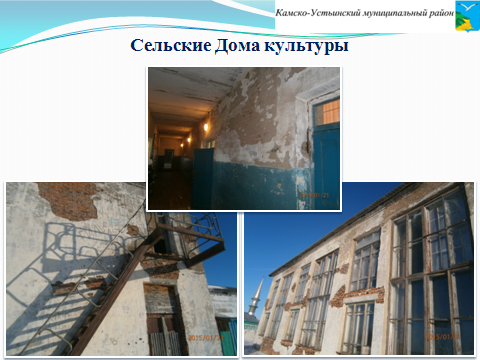 Камско-Устьинский муниципальный район
Сельские Дома культуры